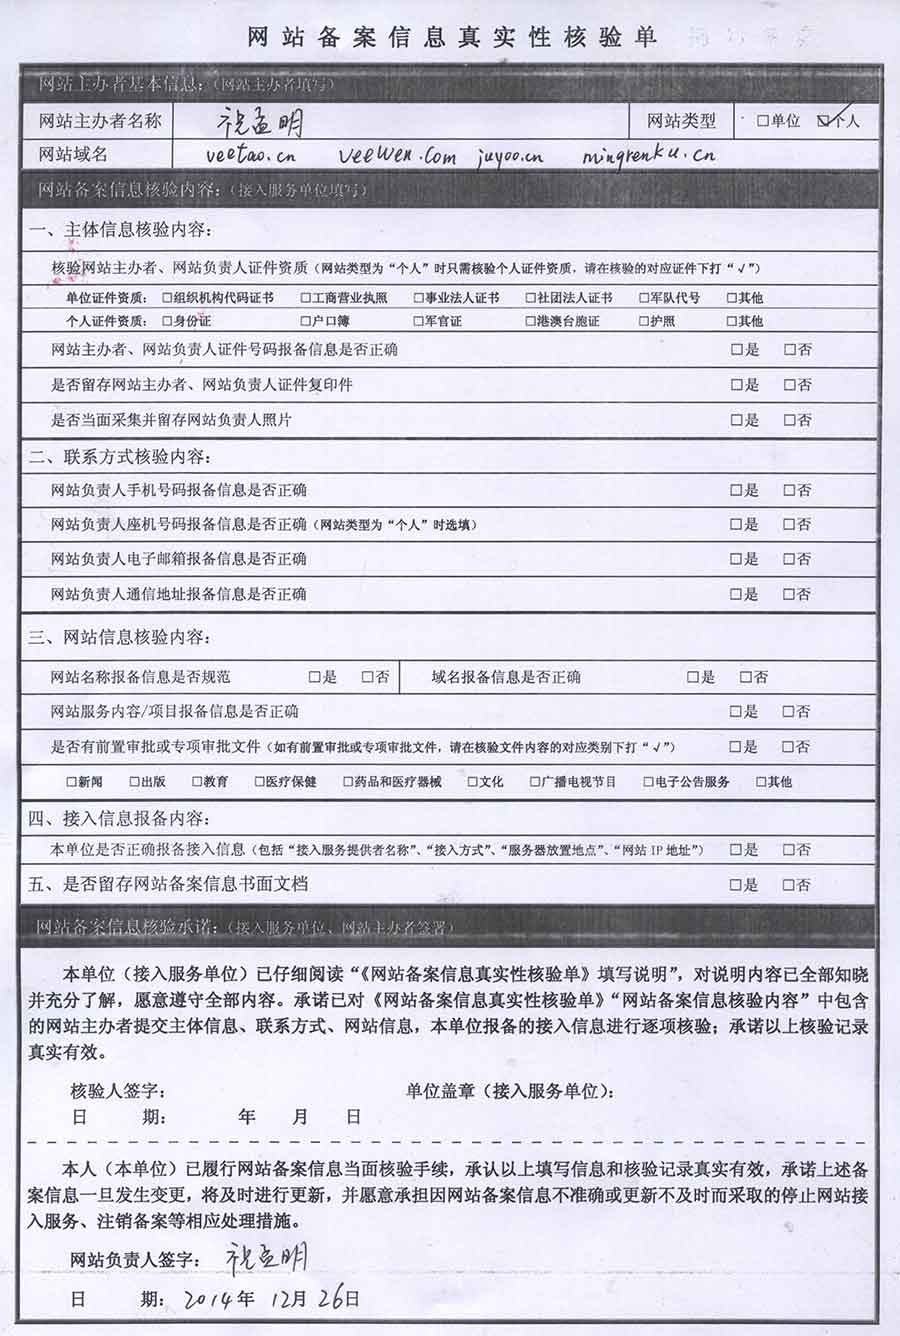 网站备案信息真实性核验单
网站主办者基本信息:(网站主办者填写)
网站主办者名称 祝孟明 网站类型 □单位 ☑个人
网站域名 veetao.cn veewen.com juyoo.cn mingrenku.cn
网站备案信息核验内容:(接入服务单位填写)
一、主体信息核验内容:
核验网站主办者、网站负责人证件资质(网站类型为“个人”时只需核验个人证件资质,请在核验的对应证件下打“√”)
单位证件资质: □组织机构代码证书 □工商营业执照 □事业法人证书 □社团法人证书 □军队代号 □其他
个人证件资质: □身份证 □户口簿 □军官证 □港澳台胞证 □护照 □其他
网站主办者、网站负责人证件号码报备信息是否正确 □是 □否
是否留存网站主办者、网站负责人证件复印件 □是 □否
是否当面采集并留存网站负责人照片 □是 □否
二、联系方式核验内容:
网站负责人手机号码报备信息是否正确 □是 □否
网站负责人座机号码报备信息是否正确(网站类型为“个人”时选填) □是 □否
网站负责人电子邮箱报备信息是否正确 □是 □否
网站负责人通信地址报备信息是否正确 □是 □否
三、网站信息核验内容:
网站名称报备信息是否规范 □是 □否 域名报备信息是否正确 □是 □否
网站服务内容/项目报备信息是否正确 □是 □否
是否有前置审批或专项审批文件(如有前置审批或专项审批文件,请在核验文件内容的对应类别下打“√”) □是 □否
□新闻 □出版 □教育 □医疗保健 □药品和医疗器械 □文化 □广播电视节目 □电子公告服务 □其他
四、接入信息报备内容:
本单位是否正确报备接入信息(包括“接入服务提供者名称”、“接入方式”、“服务器放置地点”、“网站IP地址”) □是 □否
五、是否留存网站备案信息书面文档 □是 □否
网站备案信息核验承诺:(接入服务单位、网站主办者签署)
本单位(接入服务单位)已仔细阅读“《网站备案信息真实性核验单》填写说明”,对说明内容已全部知晓
并充分了解,愿意遵守全部内容。承诺已对《网站备案信息真实性核验单》“网站备案信息核验内容”中包含
的网站主办者提交主体信息、联系方式、网站信息,本单位报备的接入信息进行逐项核验;承诺以上核验记录
真实有效。
核验人签字: 单位盖章(接入服务单位):
日 期: 年 月 日
本人(本单位)已履行网站备案信息当面核验手续,承认以上填写信息和核验记录真实有效,承诺上述备
案信息一旦发生变更,将及时进行更新,并愿意承担因网站备案信息不准确或更新不及时而采取的停止网站接
入服务、注销备案等相应处理措施。
网站负责人签字: 祝孟明
日 期: 2014年 12月 26日